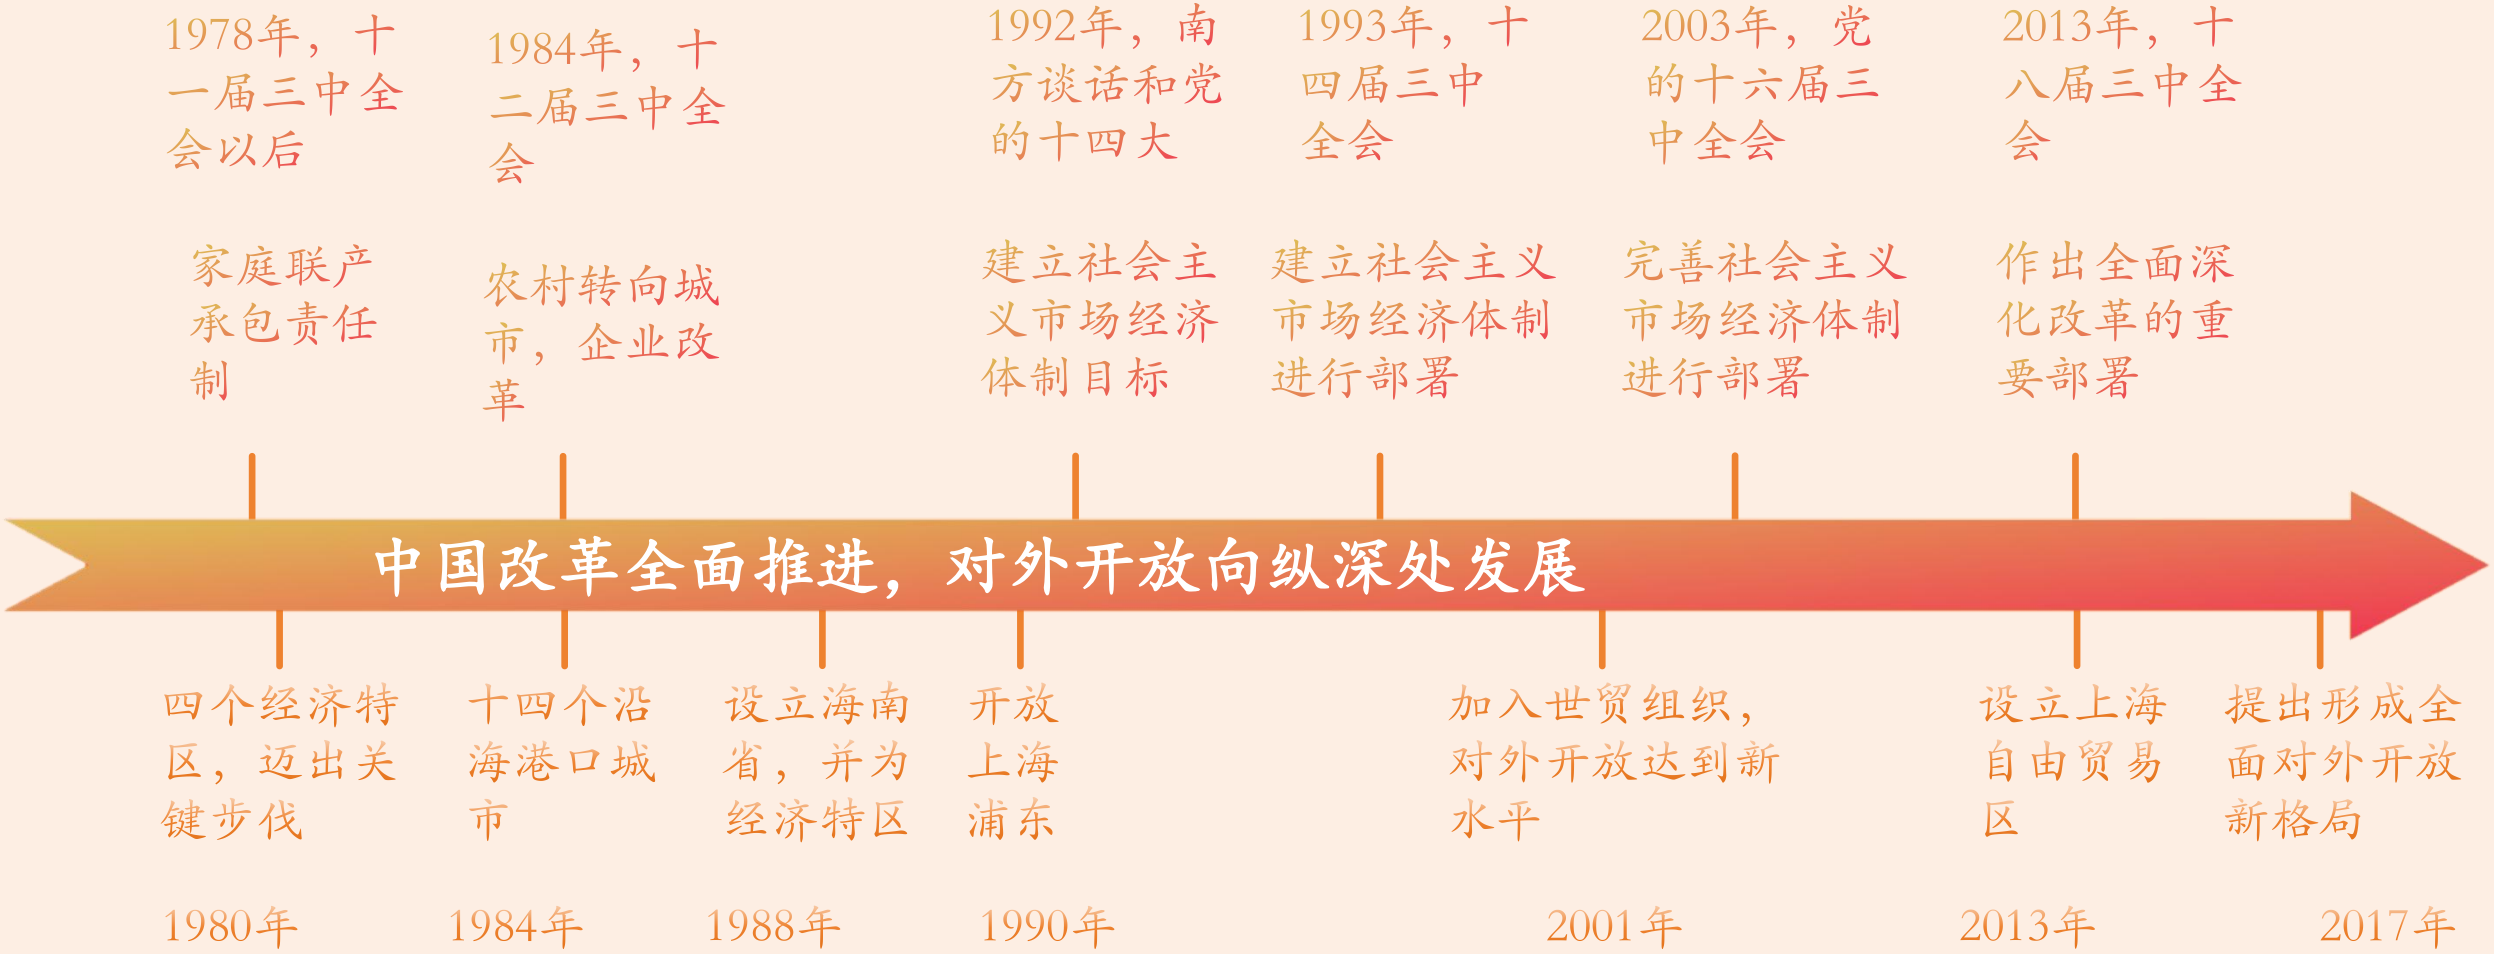 1978年，十
一届三中全
会以后
家庭联产
承包责任
制
1984年，十
二届三中全
会
农村转向城
市，企业改
革
1992年，南
方谈话和党
的十四大
建立社会主
义市场经济
体制目标
1993年，十
四届三中
全会
建立社会主义
市场经济体制
进行部署
2003年，党
的十六届三
中全会
完善社会主义
市场经济体制
进行部署
2013年，十
八届三中全
会
作出全面深
化改革的重
要部署
中国改革全面推进，对外开放向纵深处发展
四个经济特
区，迈出关
键步伐
1980年
十四个沿
海港口城
市
1984年
设立海南
省，并为
经济特区
1988年
开放
上海
浦东
1990年
加入世贸组织，
对外开放达到新
水平
2001年
设立上海
自由贸易
区
2013年
提出形成全
面对外开放
新格局
2017年